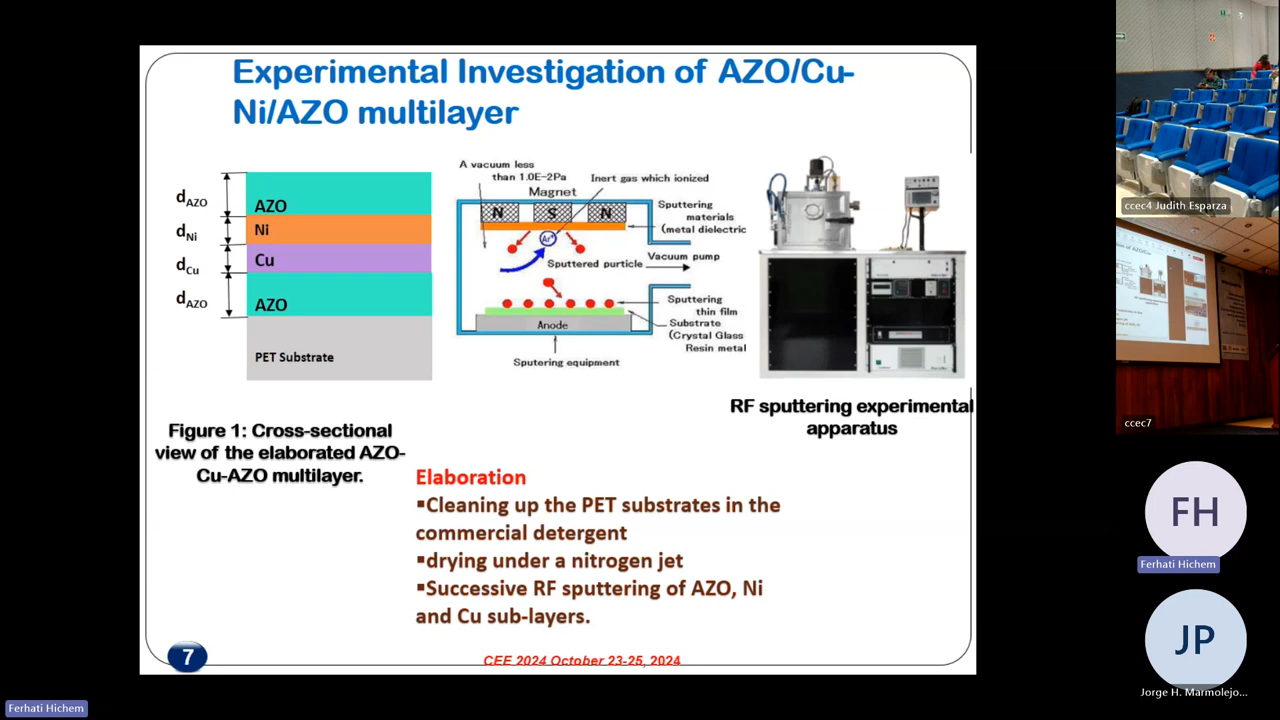 Experimental Investigation of AZO/Cu-
Ni/AZO multilayer
dAZO
dNi
dCu
dAZO
AZO
Ni
Cu
AZO
PET Substrate
A vacuum less
than 1.0E-2Pa
Magnet
Inert gas which ionized
N
S
N
Sputtering
materials
(metal dielectric
Ar+
Sputtered particle
Vacuum pump
Sputtering
thin film
Substrate
(Crystal Glass
Resin metal
Anode
Sputering equipment
RF sputtering experimental
apparatus
Figure 1: Cross-sectional
view of the elaborated AZO-
Cu-AZO multilayer.
Elaboration
▪Cleaning up the PET substrates in the
commercial detergent
▪drying under a nitrogen jet
▪Successive RF sputtering of AZO, Ni
and Cu sub-layers.
7
CEE 2024 October 23-25, 2024
Ferhati Hichem
ccec4 Judith Esparza
ccec7
FH
Ferhati Hichem
JP
Jorge H. Marmolejo...